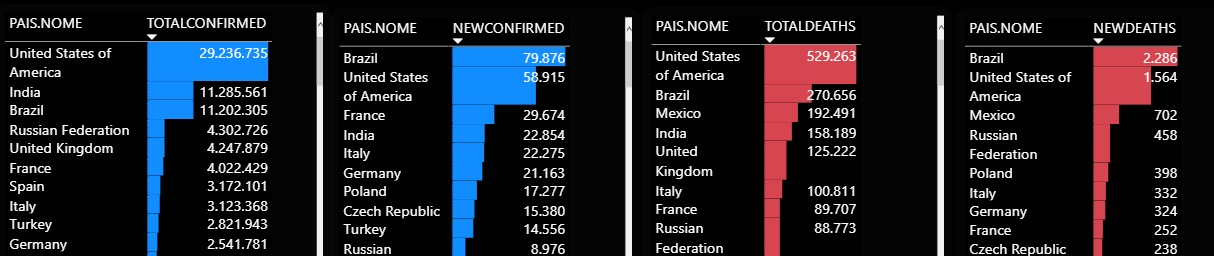 PAIS.NOME TOTALCONFIRMED
United States of 29.236.735
America
India 11.285.561
Brazil 11.202.305
Russian Federation 4.302.726
United Kingdom 4.247.879
France 4.022.429
Spain 3.172.101
Italy 3.123.368
Turkey 2.821.943
Germany 2.541.781
PAIS.NOME NEWCONFIRMED
Brazil 79.876
United States 58.915
of America
France 29.674
India 22.854
Italy 22.275
Germany 21.163
Poland 17.277
Czech Republic 15.380
Turkey 14.556
Russian 8.976
PAIS.NOME TOTALDEATHS
United States 529.263
of America
Brazil 270.656
Mexico 192.491
India 158.189
United 125.222
Kingdom
Italy 100.811
France 89.707
Russian 88.773
Federation
PAIS.NOME NEWDEATHS
Brazil 2.286
United States of 1.564
America
Mexico 702
Russian 458
Federation
Poland 398
Italy 332
Germany 324
France 252
Czech Republic 238